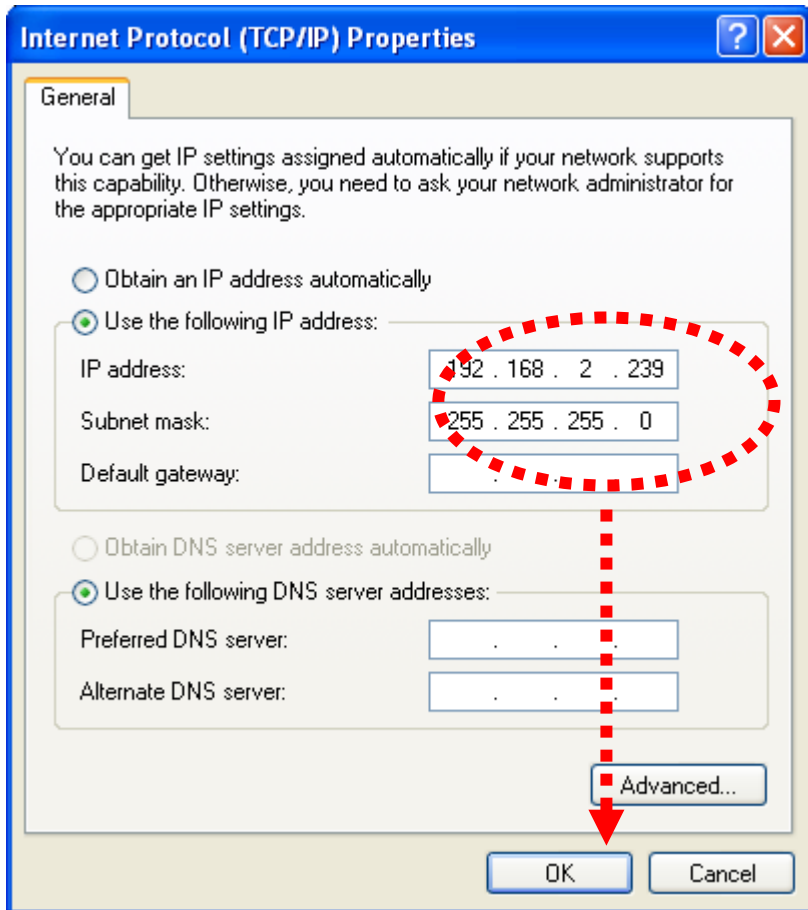 Internet Protocol (TCP/IP) Properties
General
You can get IP settings assigned automatically if your network supports
this capability. Otherwise, you need to ask your network administrator for
the appropriate IP settings.
Obtain an IP address automatically
Use the following IP address:
IP address: 192 . 168 . 2 . 239
Subnet mask: 255 . 255 . 255 . 0
Default gateway: . . .
Obtain DNS server address automatically
Use the following DNS server addresses:
Preferred DNS server: . . .
Alternate DNS server: . . .
Advanced...
OK Cancel